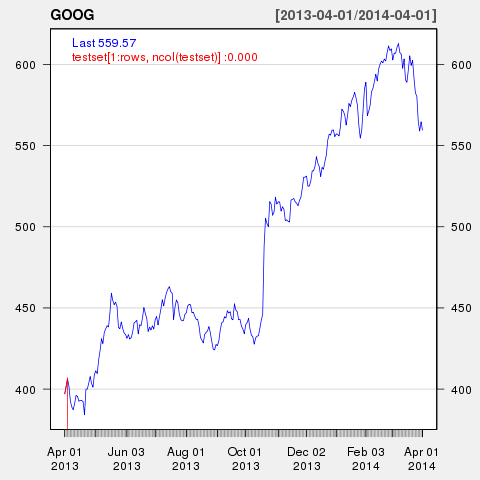 GOOG [2013-04-01/2014-04-01]
Last 559.57
testset[1:rows, ncol(testset)] :0.000
600 600
550 550
500 500
450 450
400 400
Apr 01 Jun 03 Aug 01 Oct 01 Dec 02 Feb 03 Apr 01
2013 2013 2013 2013 2013 2014 2014